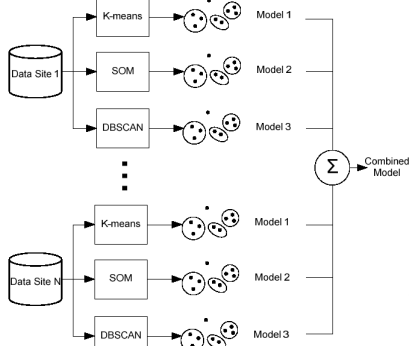 K-means
Model 1
Data Site 1
SOM
Model 2
DBSCAN
Model 3
Σ
Combined
Model
K-means
Model 1
Data Site N
SOM
Model 2
DBSCAN
Model 3